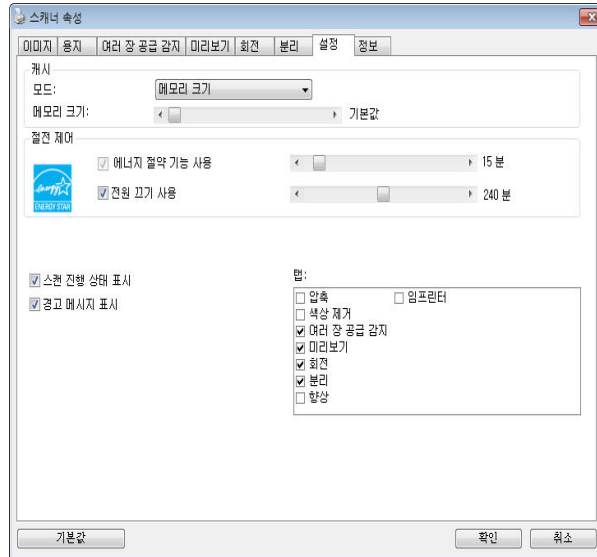 스캐너 속성
이미지 용지 여러 장 공급 감지 미리보기 회전 분리 설정 정보
캐시
모드: 메모리 크기
메모리 크기: 기본값
절전 제어
에너지 절약 기능 사용 15 분
전원 끄기 사용 240 분
energy
ENERGY STAR
스캔 진행 상태 표시
경고 메시지 표시
탭:
압축 임프린터
색상 제거
여러 장 공급 감지
미리보기
회전
분리
향상
기본값 확인 취소